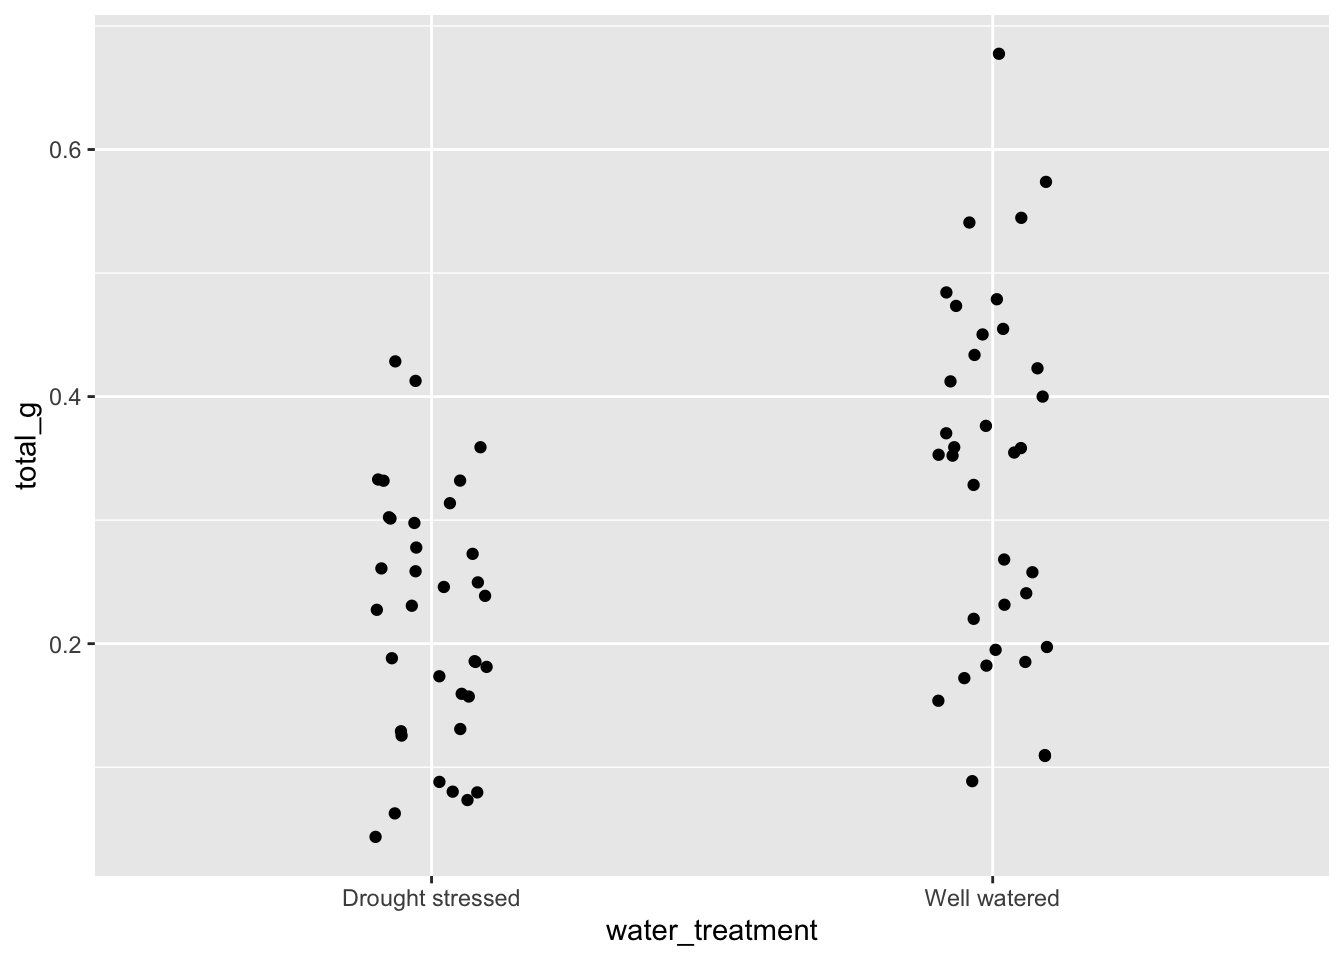 0.6
0.4
0.2
total_g
Drought stressed
Well watered
water_treatment